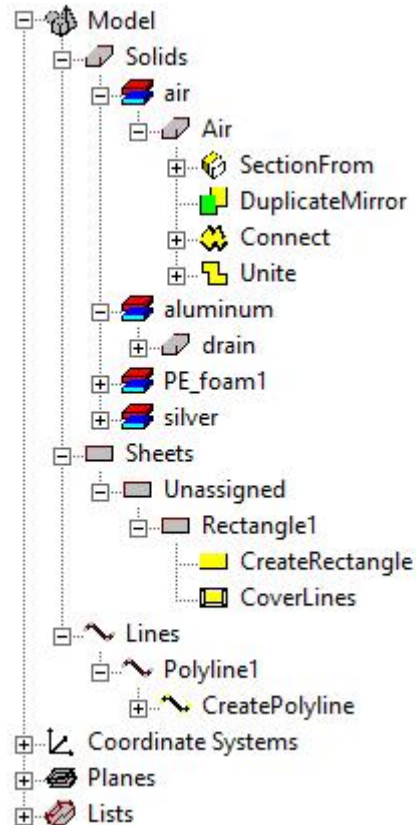 Model
Solids
air
Air
SectionFrom
DuplicateMirror
Connect
Unite
aluminum
drain
PE_foam1
silver
Sheets
Unassigned
Rectangle1
CreateRectangle
CoverLines
Lines
Polyline1
CreatePolyline
Coordinate Systems
Planes
Lists